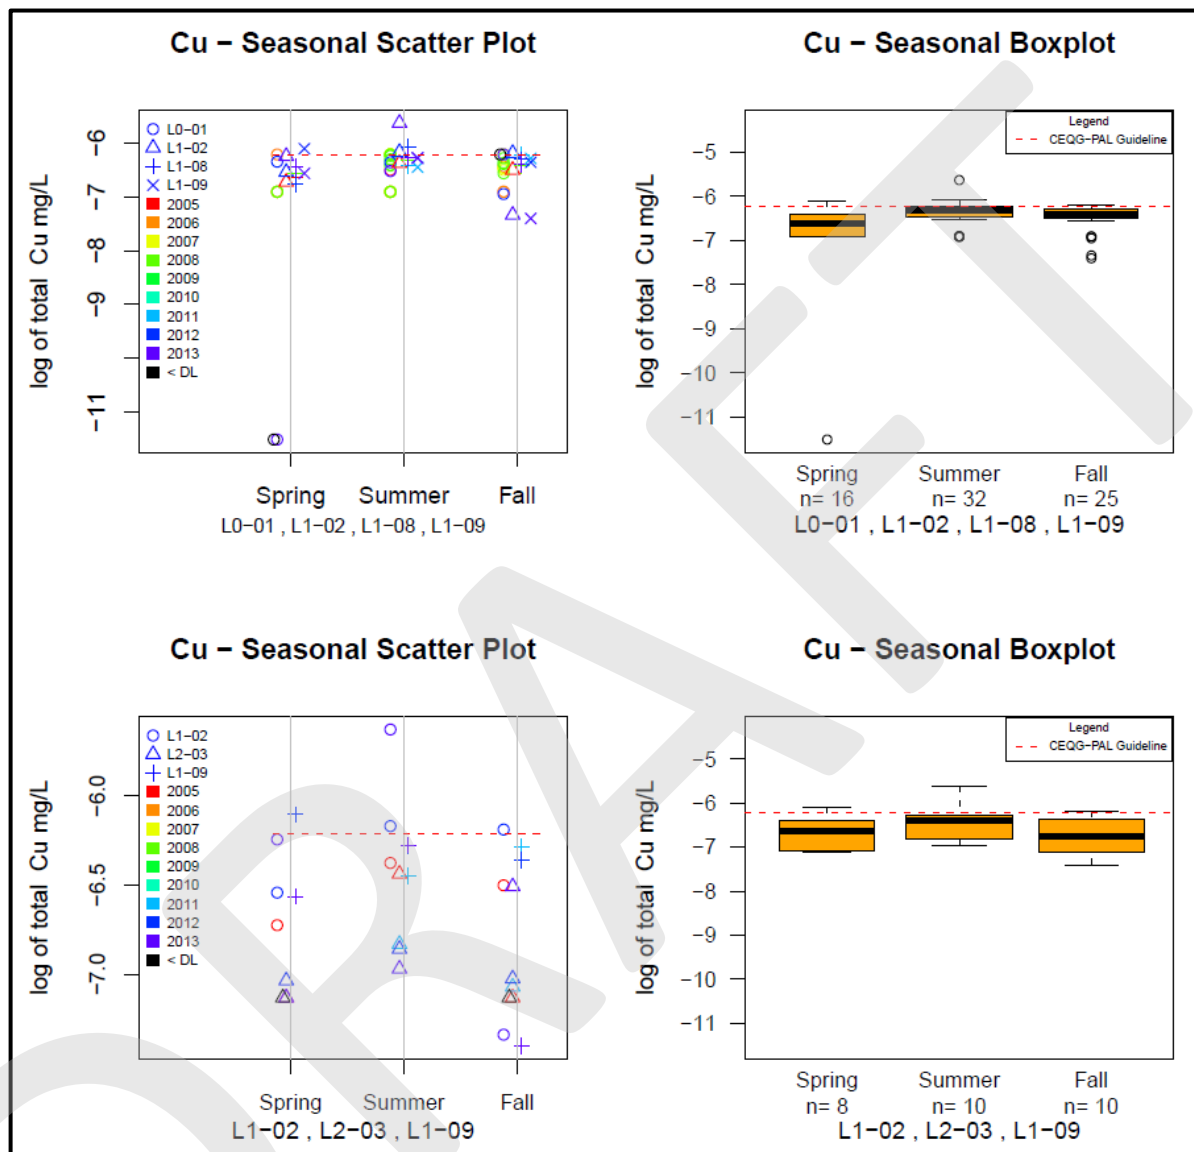 Cu − Seasonal Scatter Plot
log of total Cu mg/L
−6
−7
−8
−9
−11
L0−01
L1−02
L1−08
L1−09
2005
2006
2007
2008
2009
2010
2011
2012
2013
< DL
Spring Summer Fall
L0−01 , L1−02 , L1−08 , L1−09
Cu − Seasonal Boxplot
log of total Cu mg/L
−5
−6
−7
−8
−9
−10
−11
Legend
CEQG−PAL Guideline
Spring Summer Fall
n= 16 n= 32 n= 25
L0−01 , L1−02 , L1−08 , L1−09
Cu − Seasonal Scatter Plot
log of total Cu mg/L
−6.0
−6.5
−7.0
L1−02
L2−03
L1−09
2005
2006
2007
2008
2009
2010
2011
2012
2013
< DL
Spring Summer Fall
L1−02 , L2−03 , L1−09
Cu − Seasonal Boxplot
log of total Cu mg/L
−5
−6
−7
−8
−9
−10
−11
Legend
CEQG−PAL Guideline
Spring Summer Fall
n= 8 n= 10 n= 10
L1−02 , L2−03 , L1−09
DRAFT